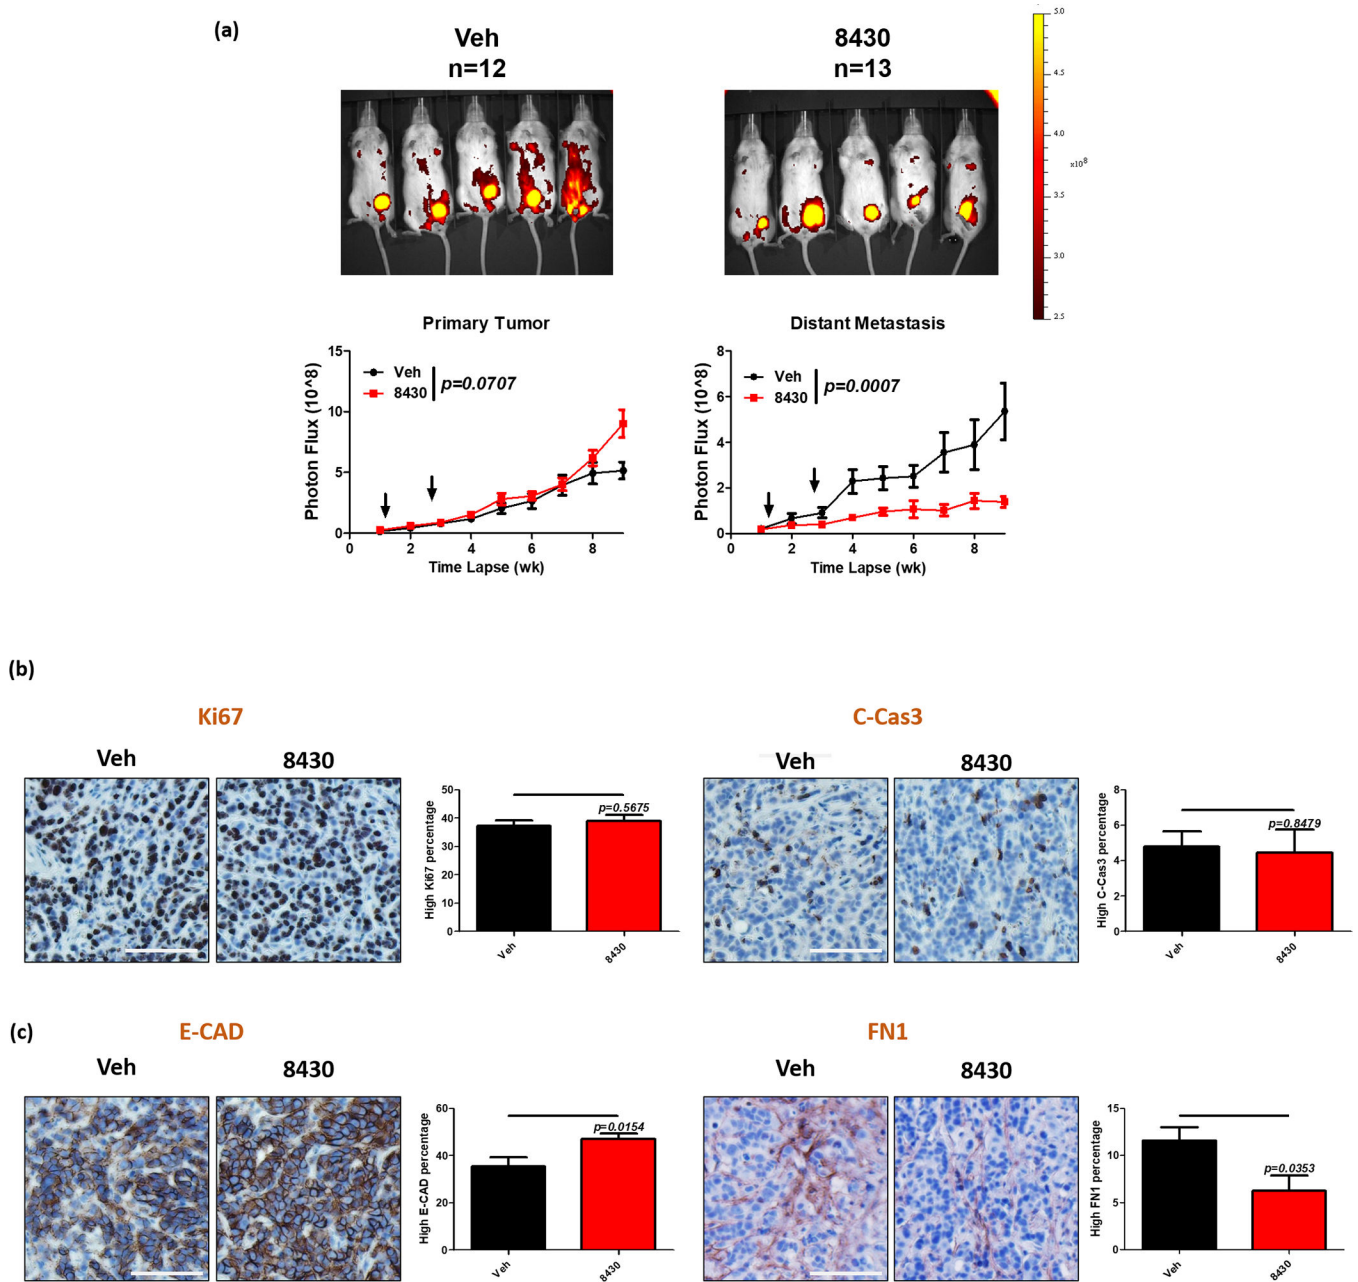 (a)
Veh
n=12
8430
n=13
5.0
4.5
4.0
x10^8
3.5
3.0
2.5
Primary Tumor
Photon Flux (10^8)
15
10
5
0
Veh
8430
p=0.0707
0 2 4 6 8
Time Lapse (wk)
Distant Metastasis
Photon Flux (10^8)
8
6
4
2
0
Veh
8430
p=0.0007
0 2 4 6 8
Time Lapse (wk)
(b)
Ki67
Veh
8430
High Ki67 percentage
50
40
30
20
10
0
p=0.5675
Veh
8430
C-Cas3
Veh
8430
High C-Cas3 percentage
8
6
4
2
0
p=0.8479
Veh
8430
(c)
E-CAD
Veh
8430
High E-CAD percentage
60
40
20
0
p=0.0154
Veh
8430
FN1
Veh
8430
High FN1 percentage
15
10
5
0
p=0.0353
Veh
8430